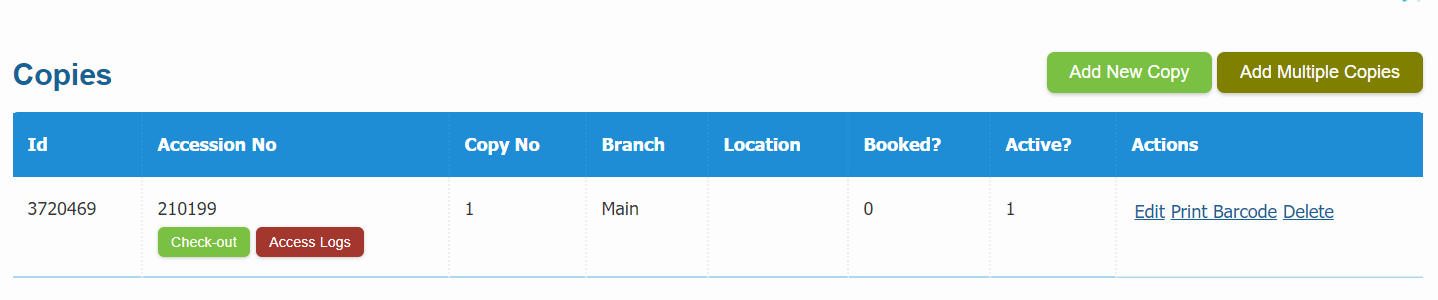 Copies
Add New Copy Add Multiple Copies
Id Accession No Copy No Branch Location Booked? Active? Actions
3720469 210199 1 Main 0 1 Edit Print Barcode Delete
Check-out Access Logs